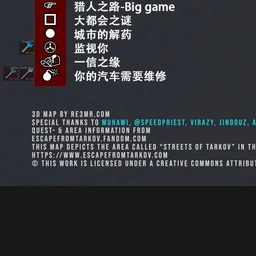 猎人之路-Big game
大都会之谜
城市的解药
监视你
一信之缘
你的汽车需要维修
3D MAP BY RE3MR.COM
SPECIAL THANKS TO MUHAWI, @SPEEDPRIEST, VIRAZY, JINDOUZ, A
QUEST- & AREA INFORMATION FROM
ESCAPEFROMTARKOV.FANDOM.COM
THIS MAP DEPICTS THE AREA CALLED "STREETS OF TARKOV" IN TH
HTTPS://WWW.ESCAPEFROMTARKOV.COM
© THIS WORK IS LICENSED UNDER A CREATIVE COMMONS ATTRIBUT